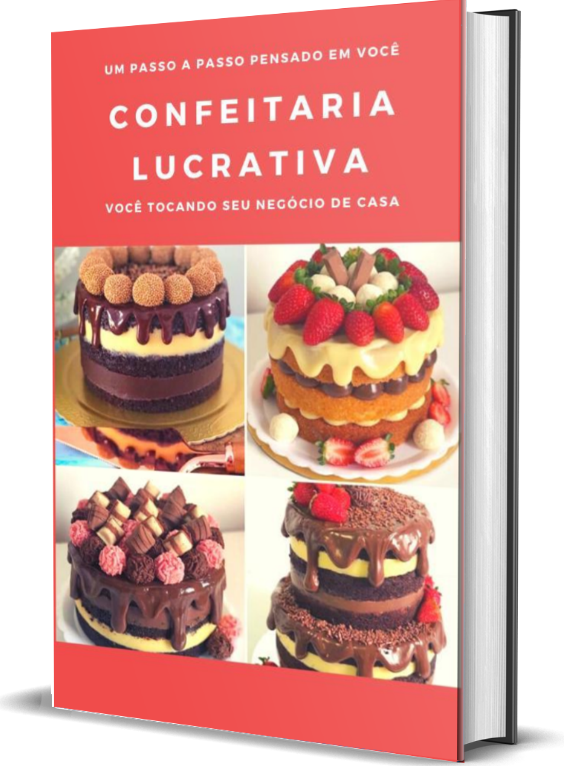 UM PASSO A PASSO PENSADO EM VOCÊ
CONFEITARIA
LUCRATIVA
VOCÊ TOCANDO SEU NEGÓCIO DE CASA